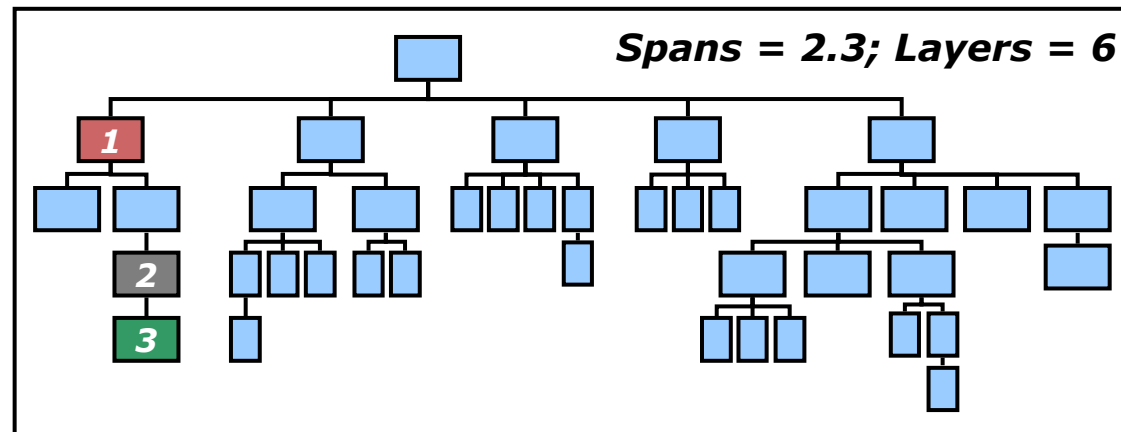 Spans = 2.3; Layers = 6
1
2
3